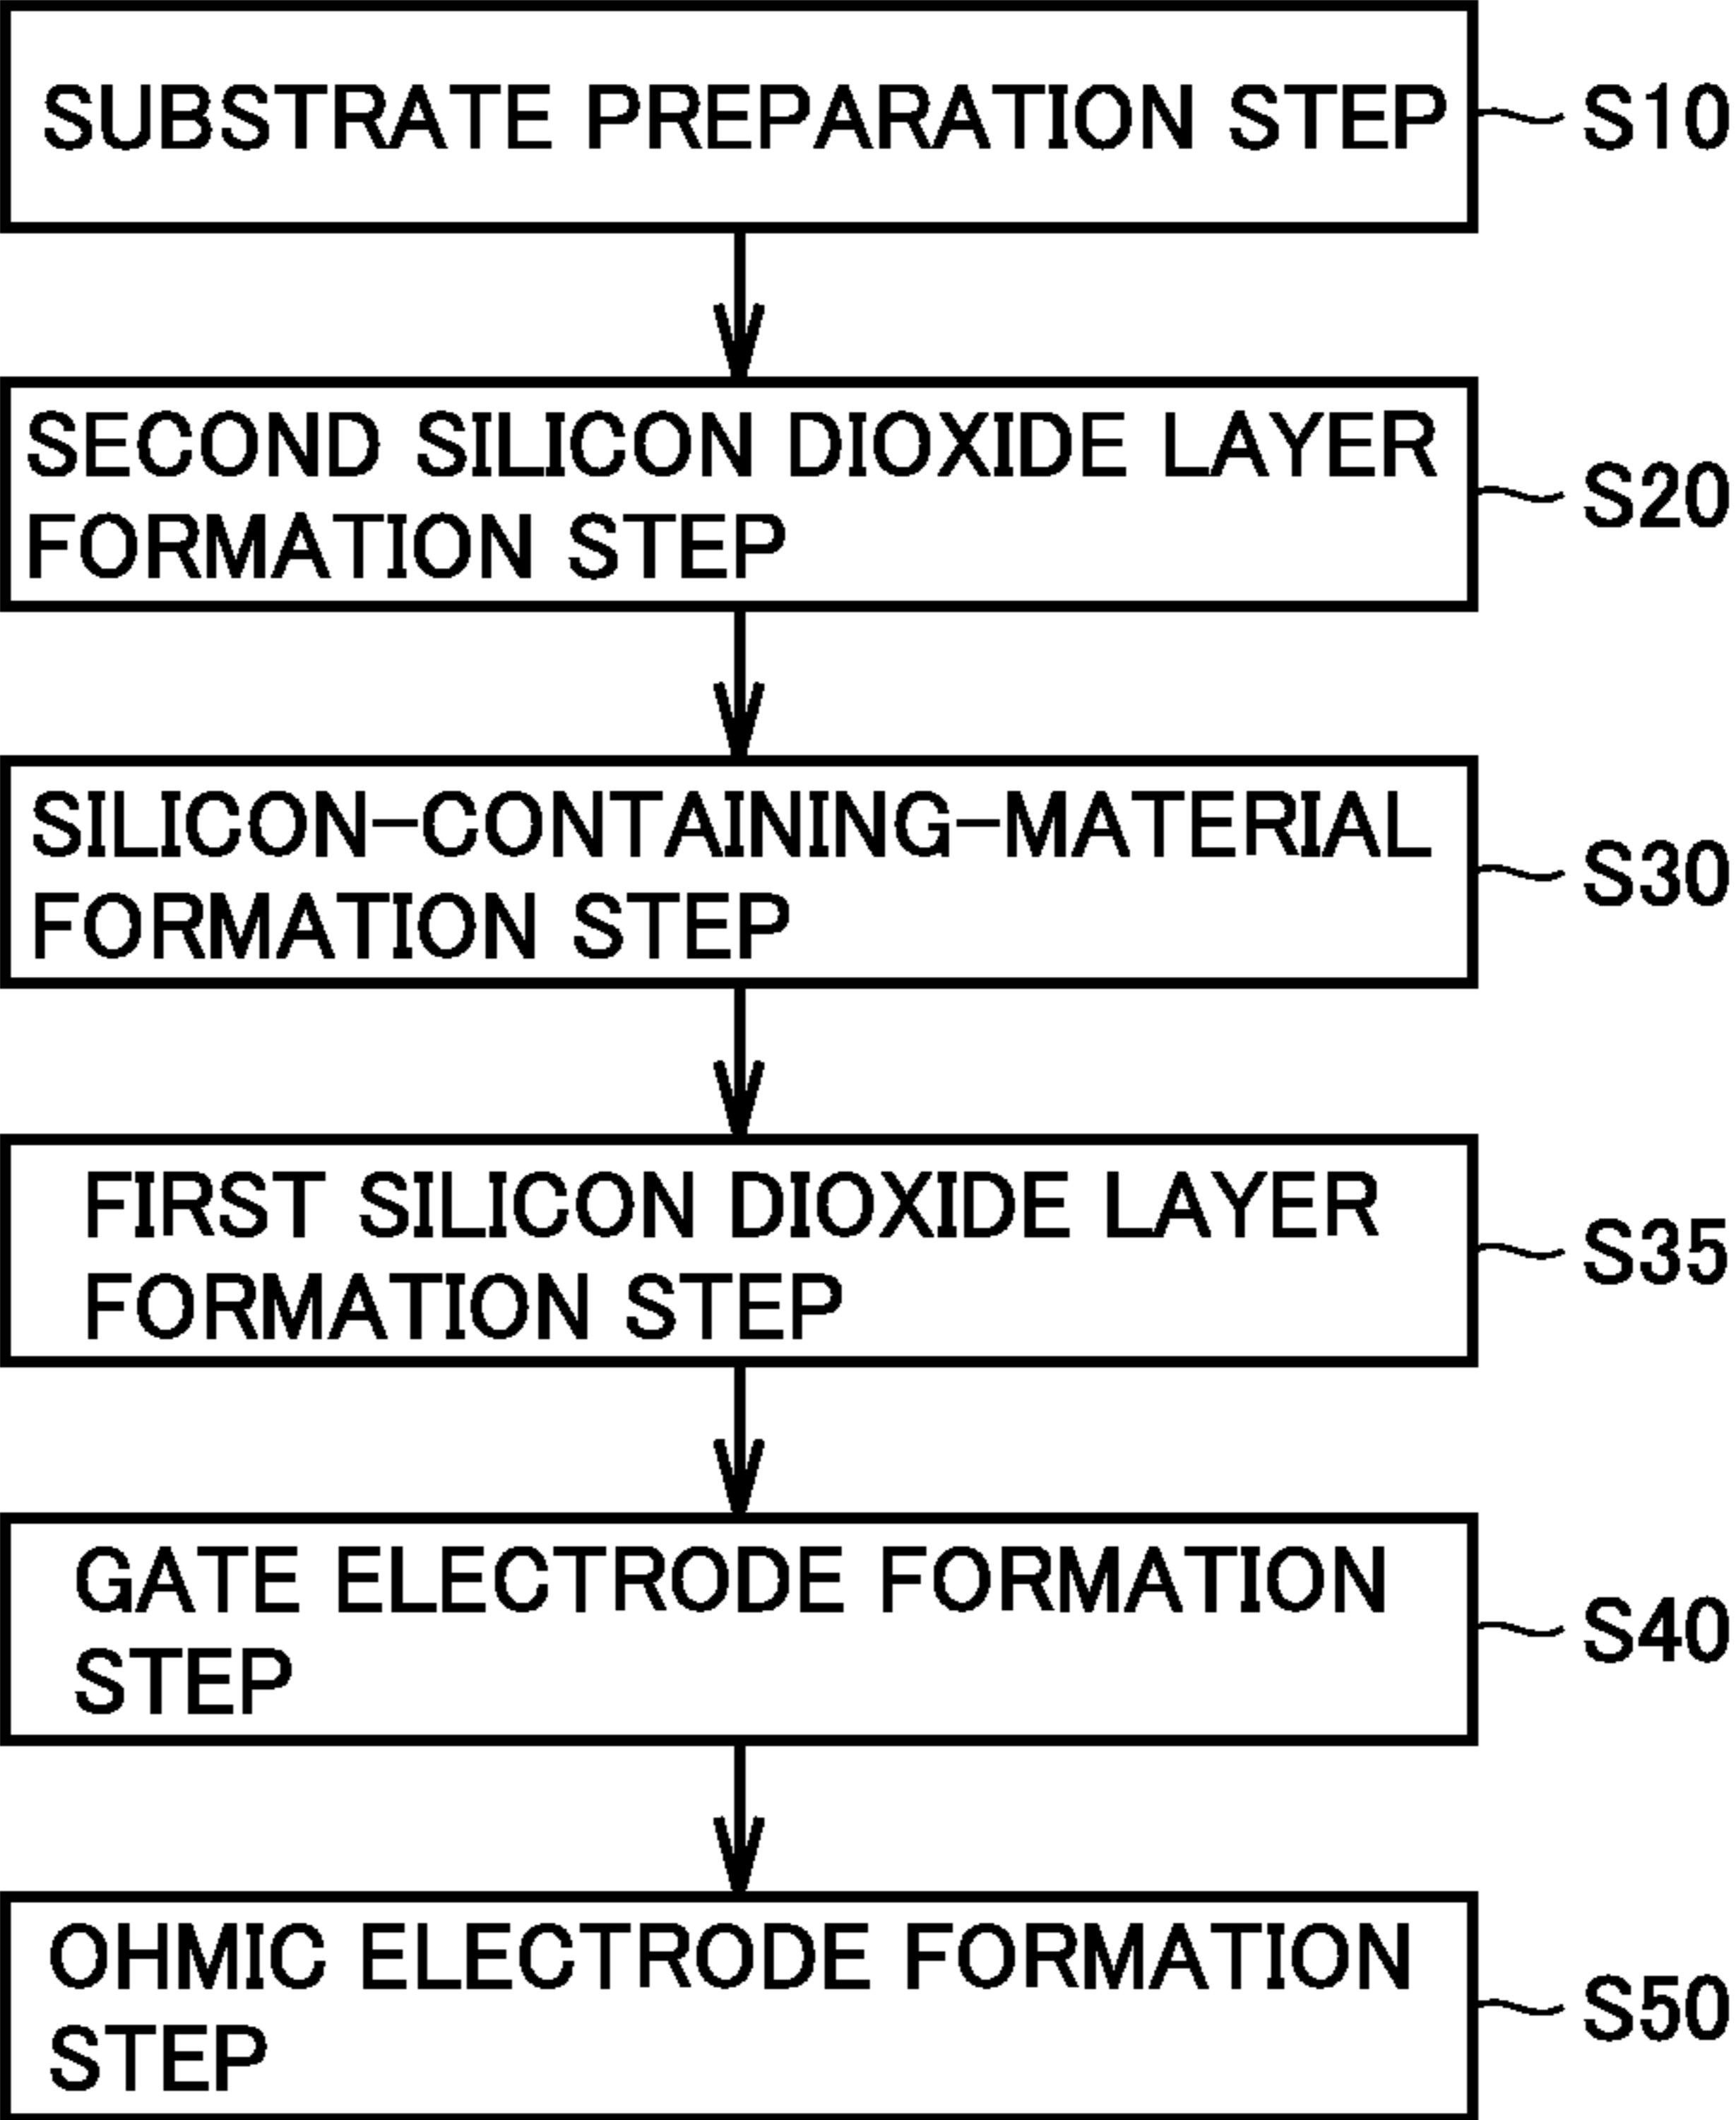 SUBSTRATE PREPARATION STEP
S10
SECOND SILICON DIOXIDE LAYER
FORMATION STEP
S20
SILICON-CONTAINING-MATERIAL
FORMATION STEP
S30
FIRST SILICON DIOXIDE LAYER
FORMATION STEP
S35
GATE ELECTRODE FORMATION
STEP
S40
OHMIC ELECTRODE FORMATION
STEP
S50